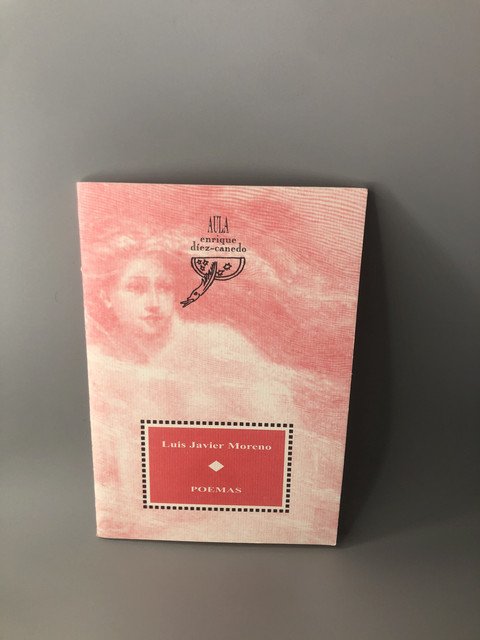 AULA
enrique
díez-canedo
Luis Javier Moreno
POEMAS